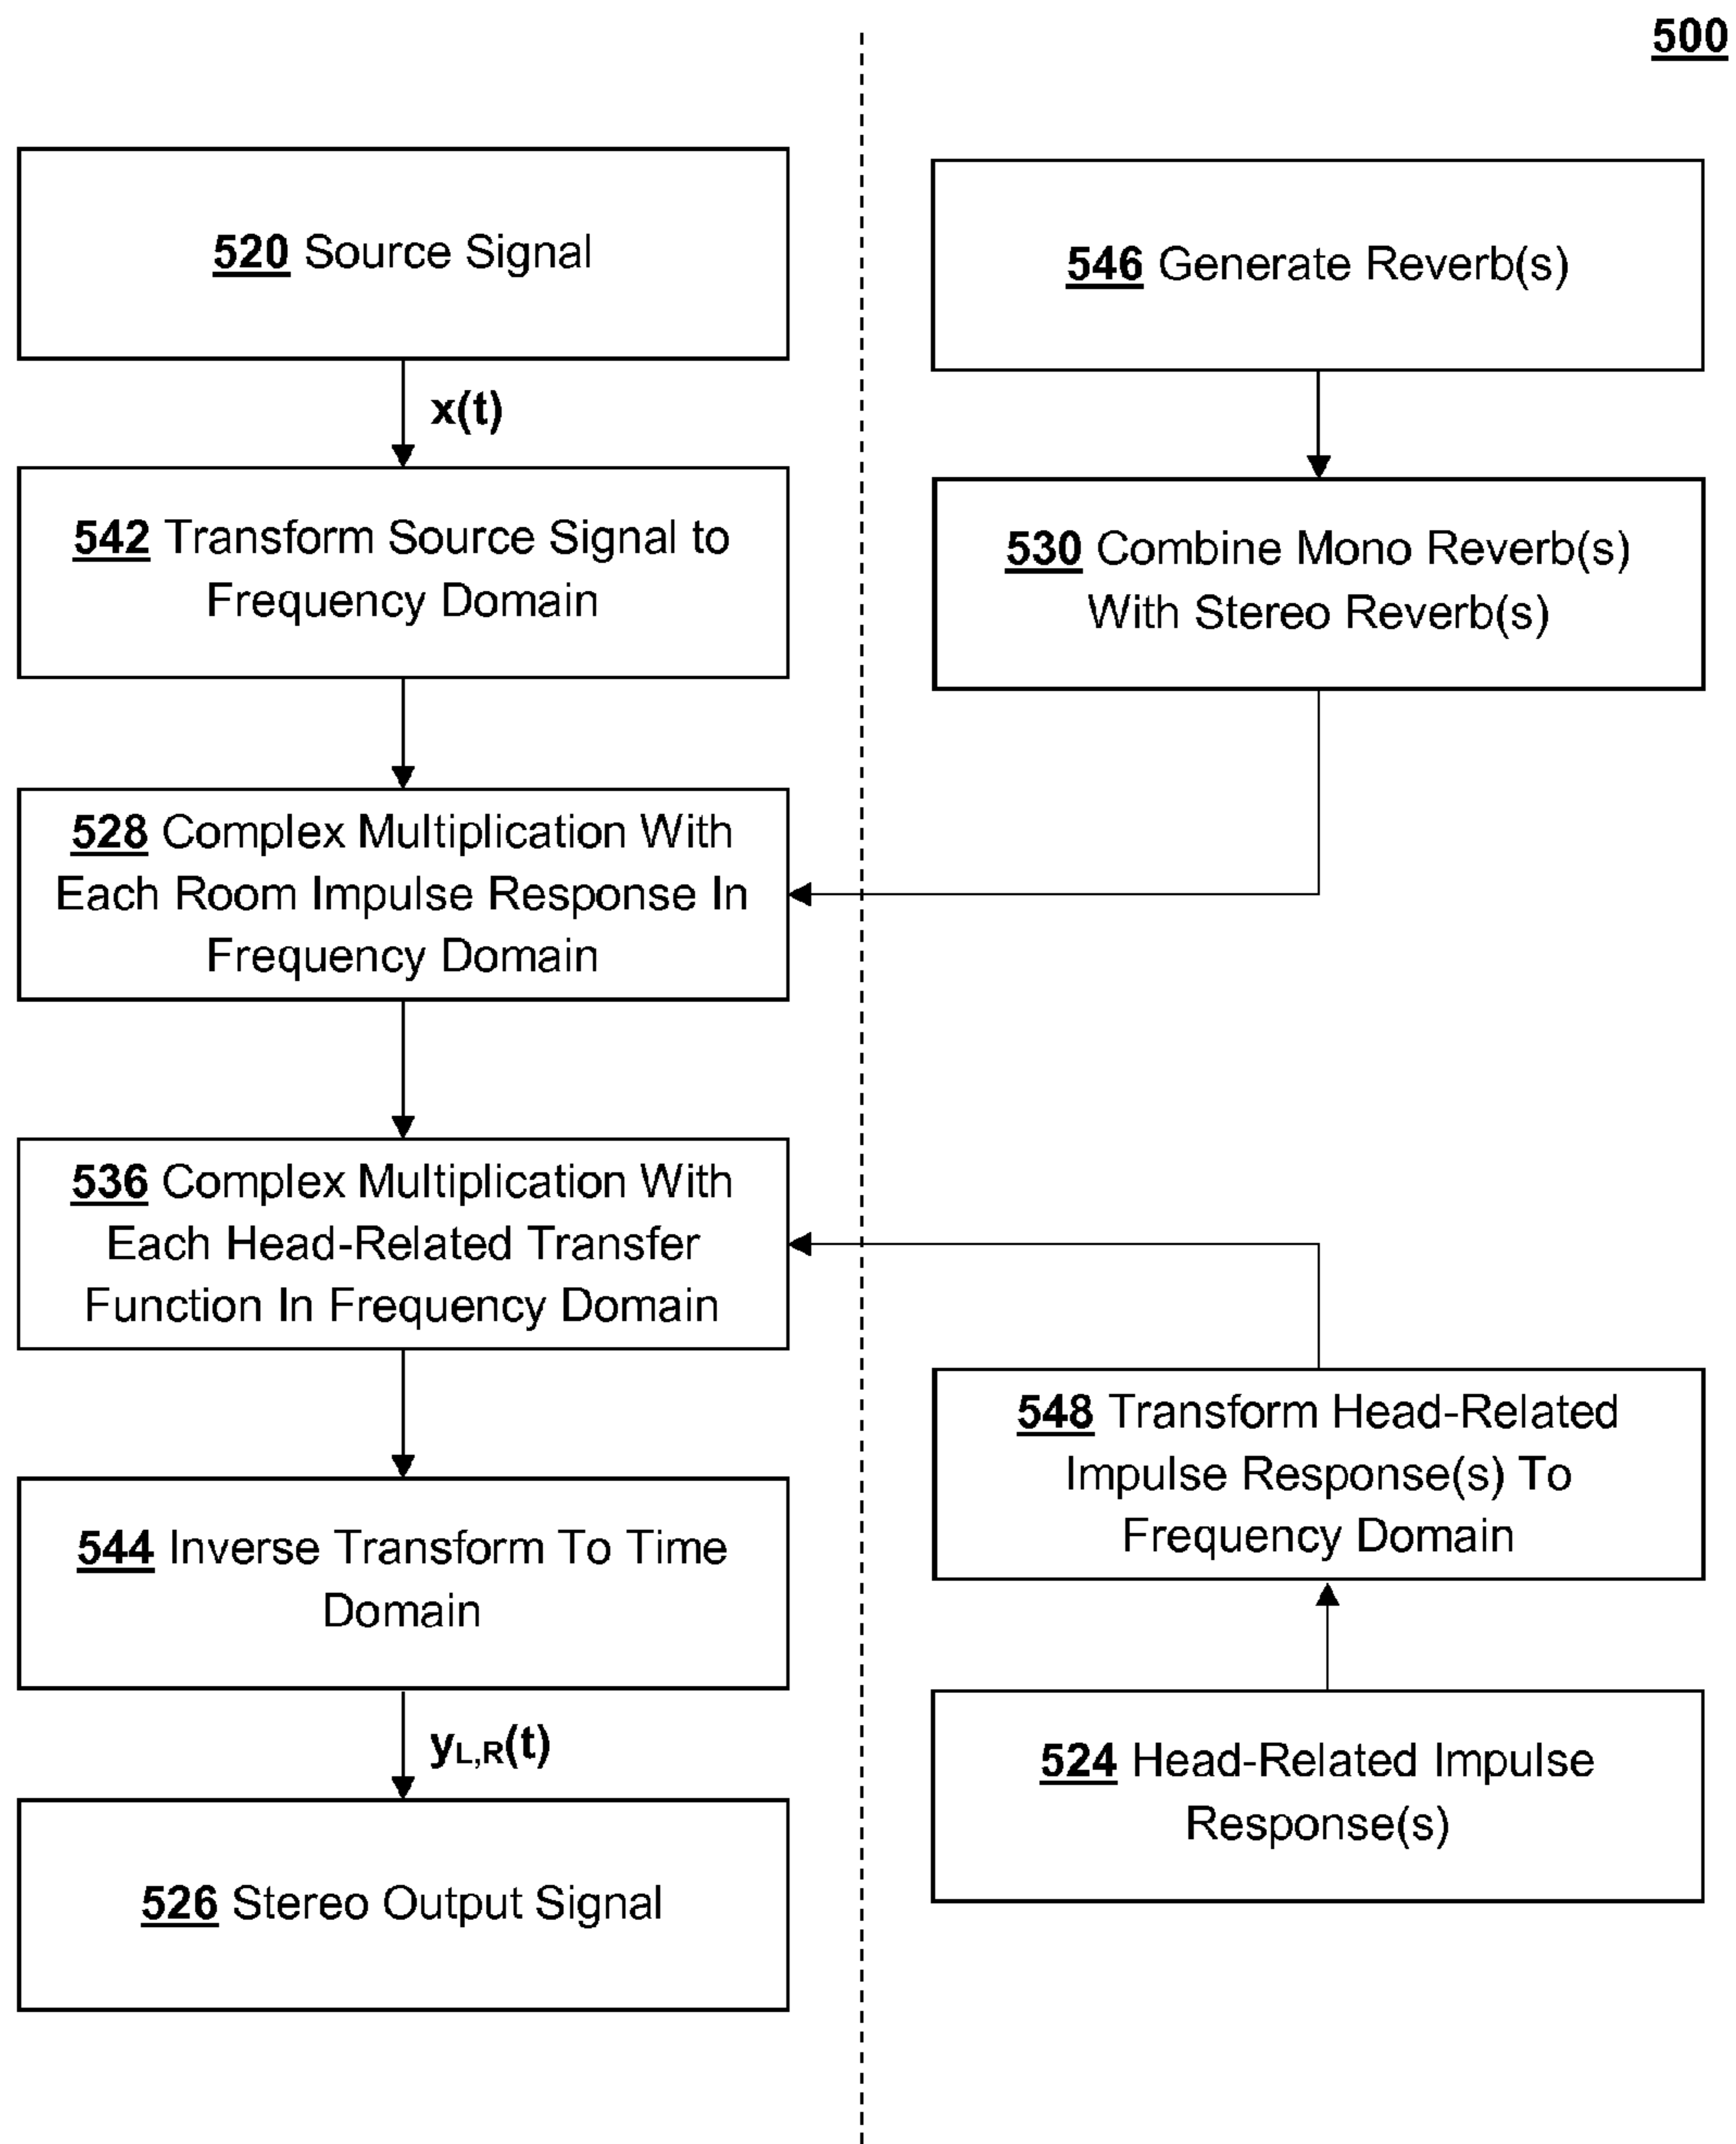 500
520 Source Signal
x(t)
542 Transform Source Signal to
Frequency Domain
528 Complex Multiplication With
Each Room Impulse Response In
Frequency Domain
536 Complex Multiplication With
Each Head-Related Transfer
Function In Frequency Domain
544 Inverse Transform To Time
Domain
yL,R(t)
526 Stereo Output Signal
546 Generate Reverb(s)
530 Combine Mono Reverb(s)
With Stereo Reverb(s)
548 Transform Head-Related
Impulse Response(s) To
Frequency Domain
524 Head-Related Impulse
Response(s)